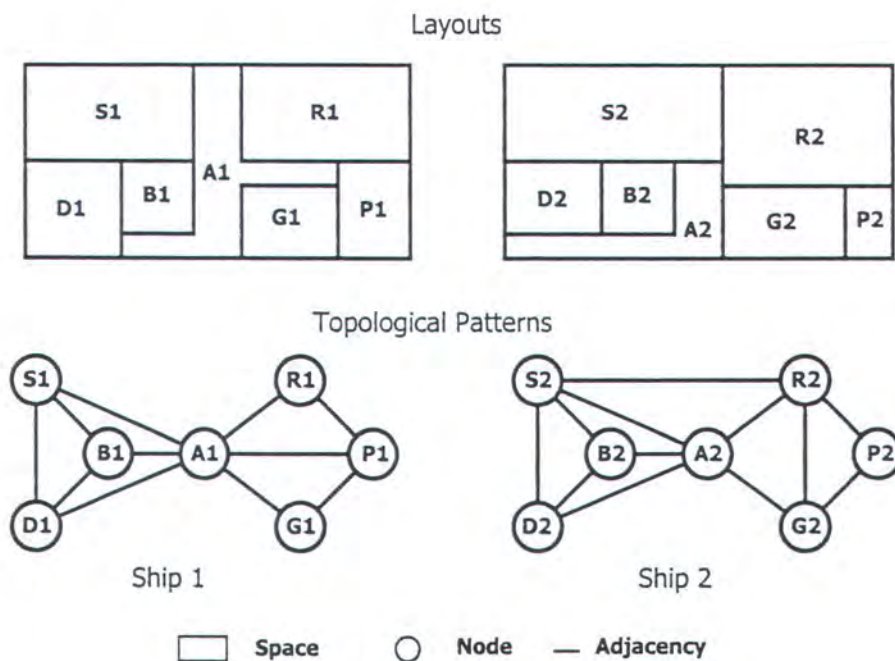 Layouts
S1 R1 S2
A1 R2
D1 B1 G1 P1 D2 B2 A2 G2 P2
Topological Patterns
S1 R1 S2 R2
B1 A1 P1 B2 A2 P2
D1 G1 D2 G2
Ship 1 Ship 2
Space Node Adjacency